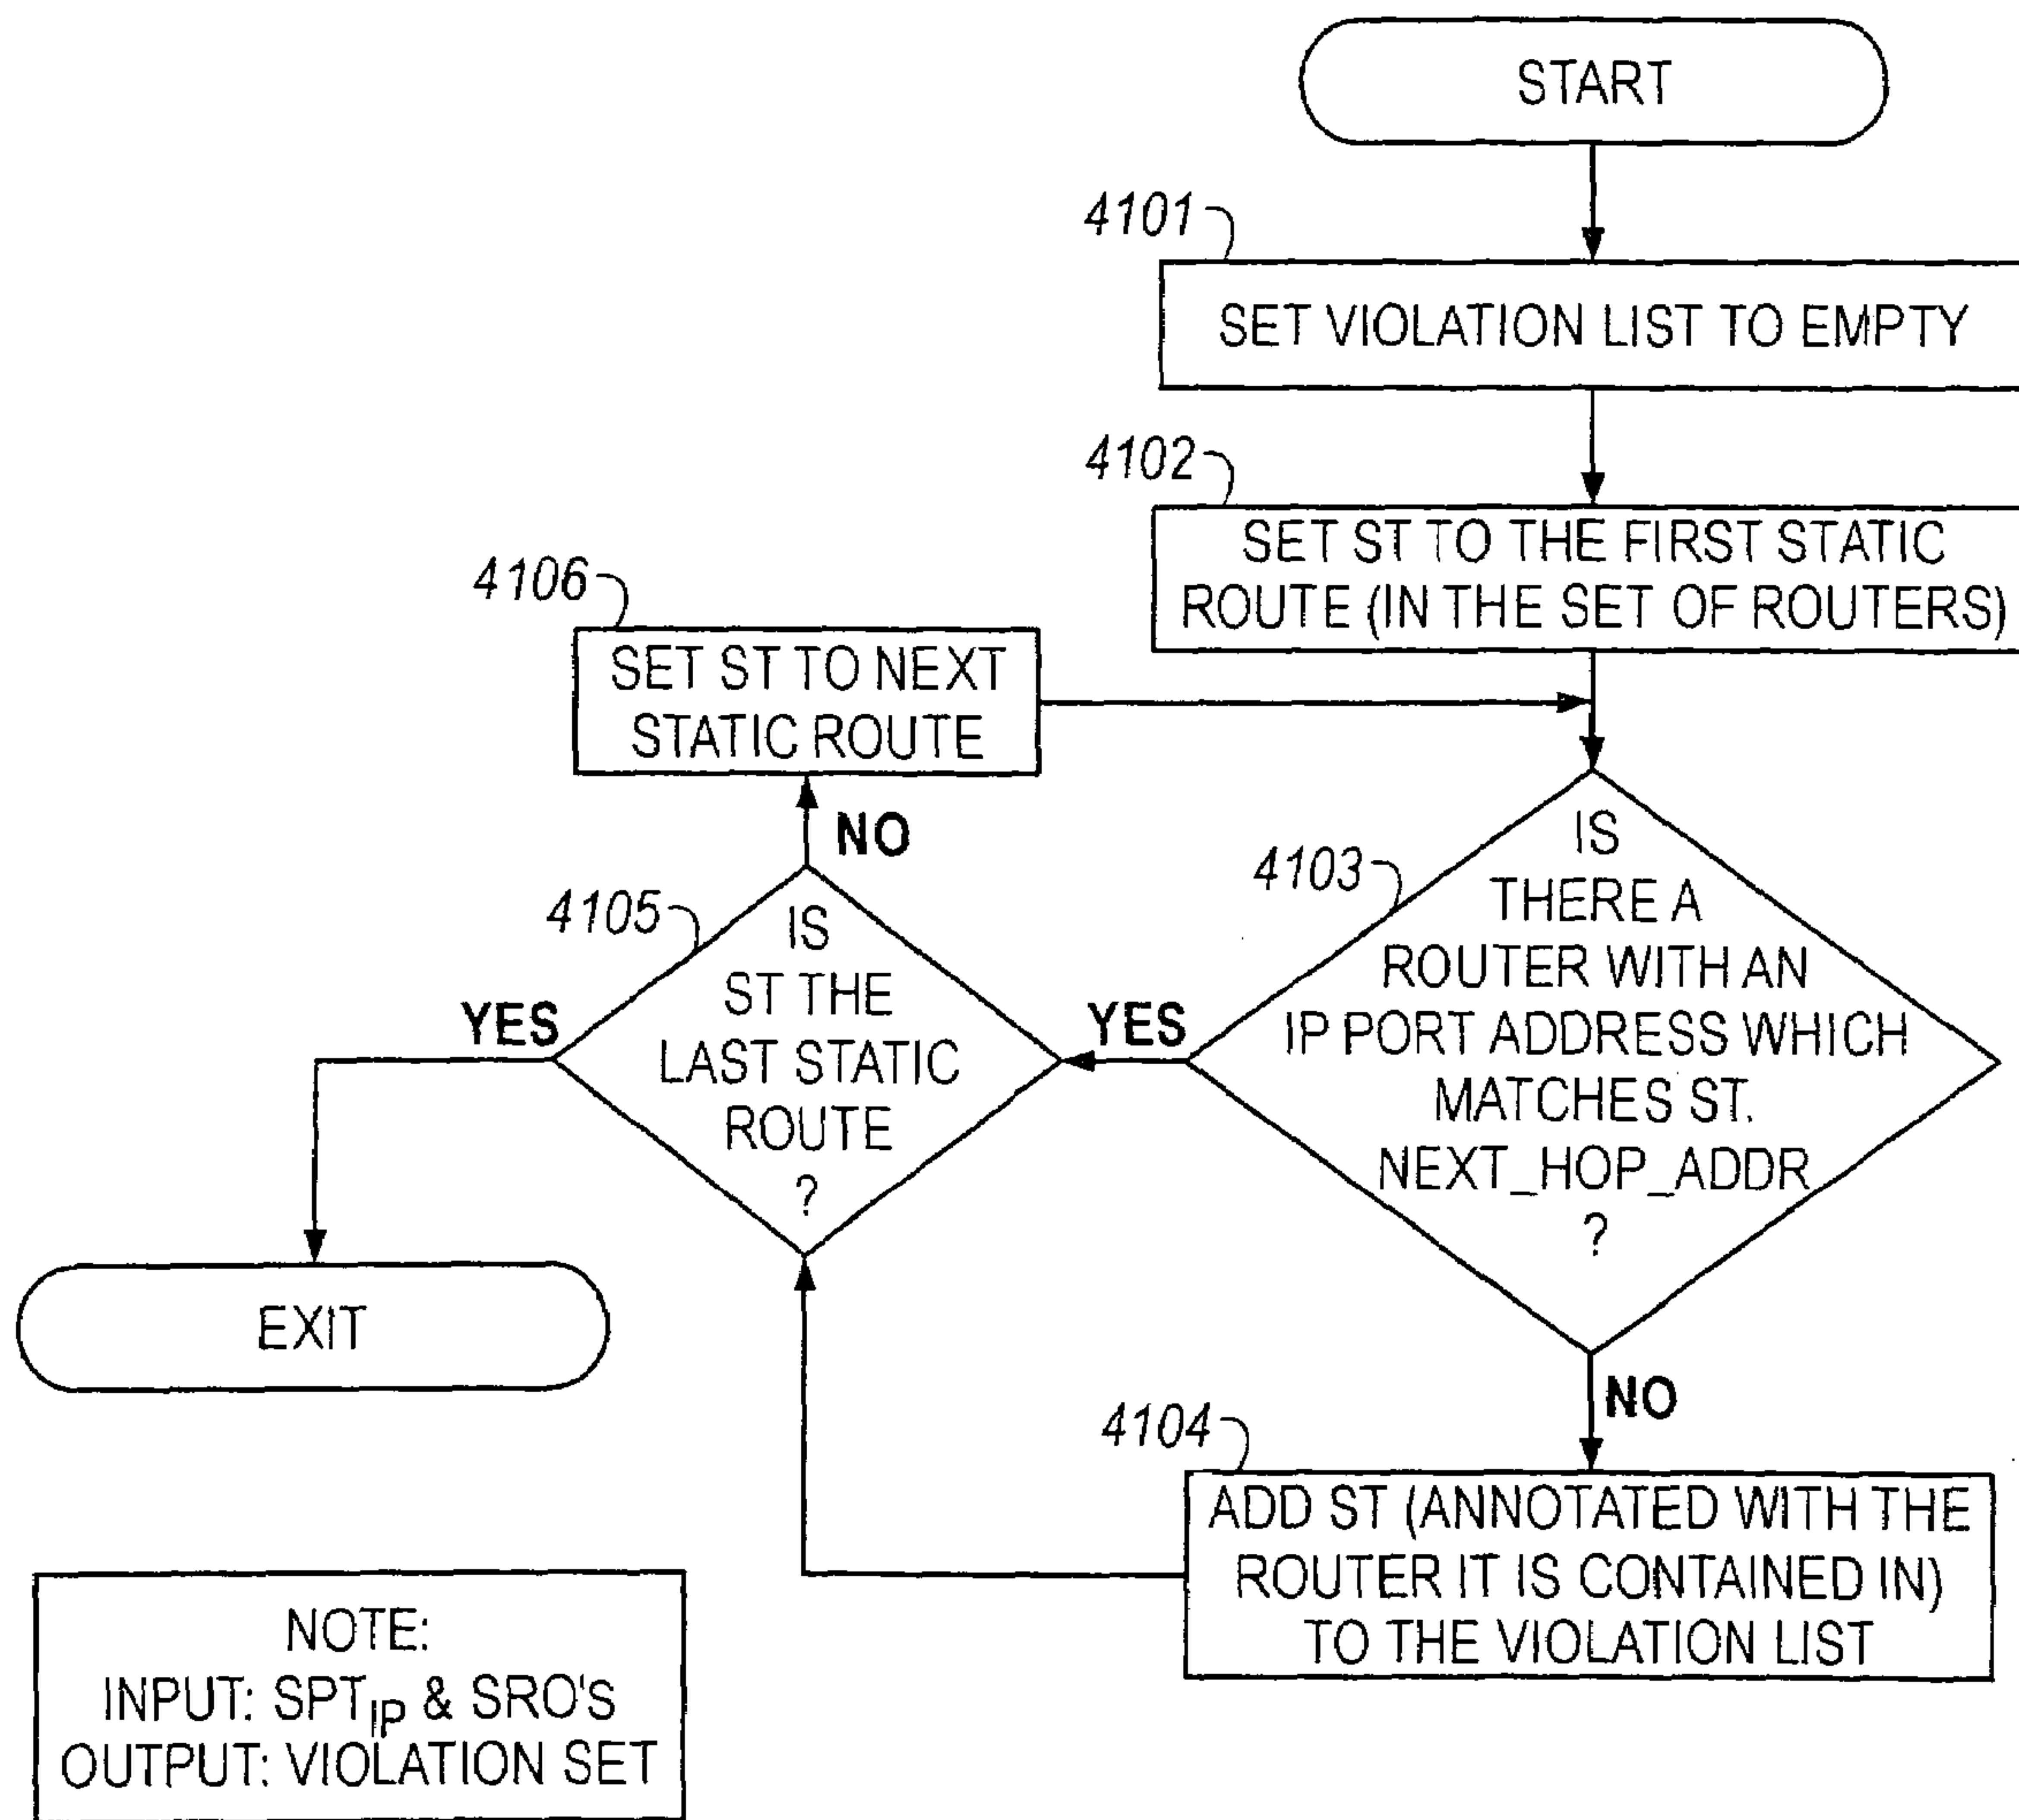 START
4101
SET VIOLATION LIST TO EMPTY
4102
SET ST TO THE FIRST STATIC
ROUTE (IN THE SET OF ROUTERS)
4106
SET ST TO NEXT
STATIC ROUTE
NO
4103
IS
THERE A
ROUTER WITH AN
IP PORT ADDRESS WHICH
MATCHES ST.
NEXT_HOP_ADDR
?
YES
4105
IS
ST THE
LAST STATIC
ROUTE
?
YES
EXIT
NO
4104
ADD ST (ANNOTATED WITH THE
ROUTER IT IS CONTAINED IN)
TO THE VIOLATION LIST
NOTE:
INPUT: SPTIP & SRO'S
OUTPUT: VIOLATION SET